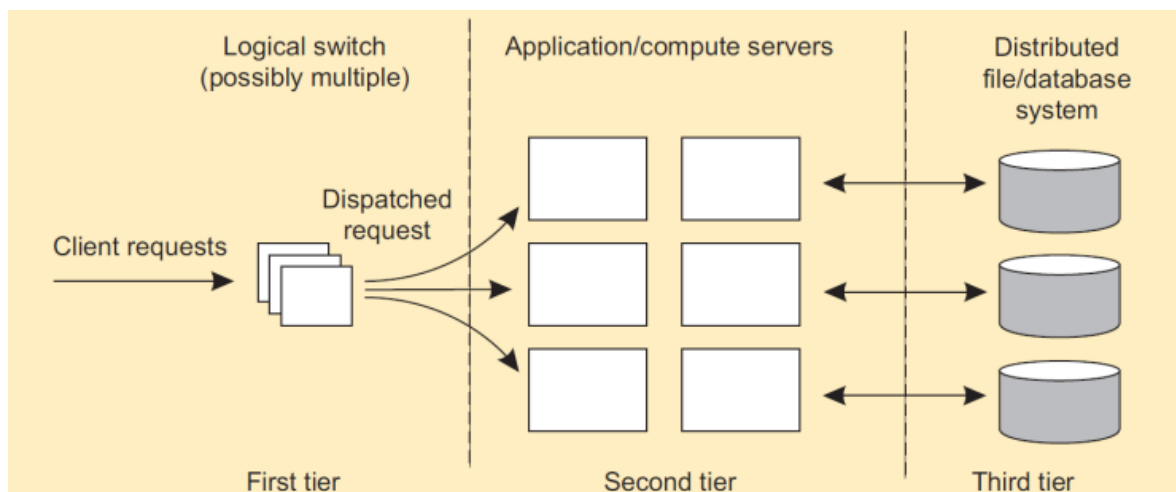 Logical switch
(possibly multiple)
Application/compute servers
Distributed
file/database
system
Dispatched
request
Client requests
First tier
Second tier
Third tier